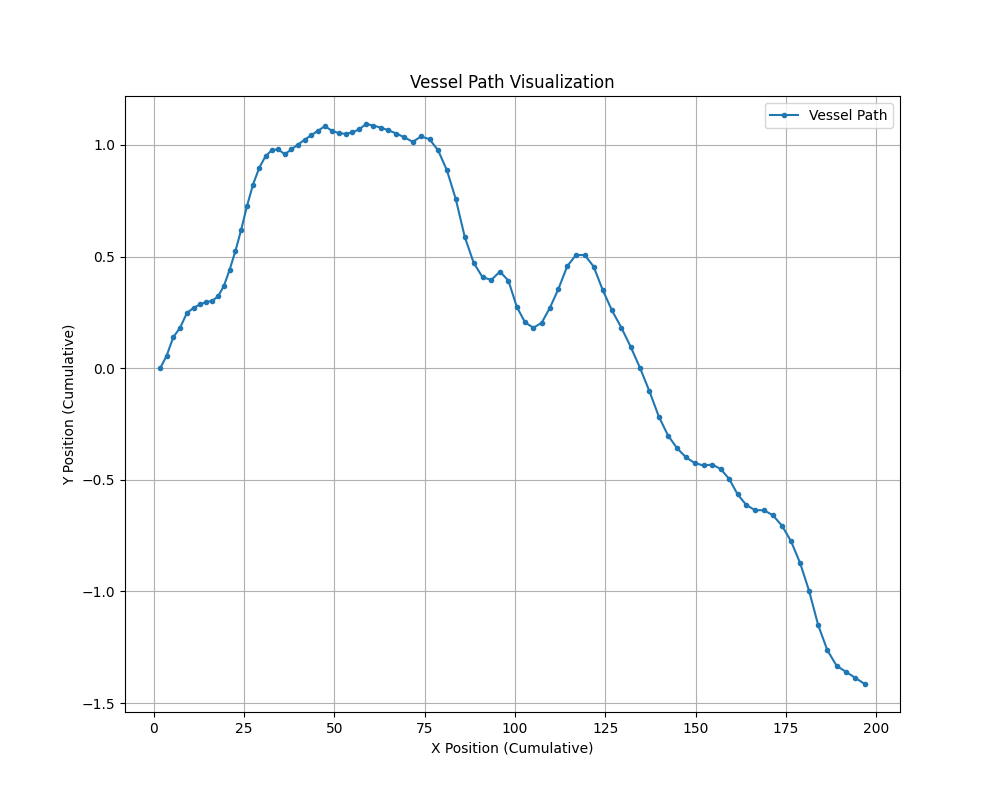 Vessel Path Visualization
Vessel Path
1.0
0.5
0.0
−0.5
−1.0
−1.5
Y Position (Cumulative)
0 25 50 75 100 125 150 175 200
X Position (Cumulative)